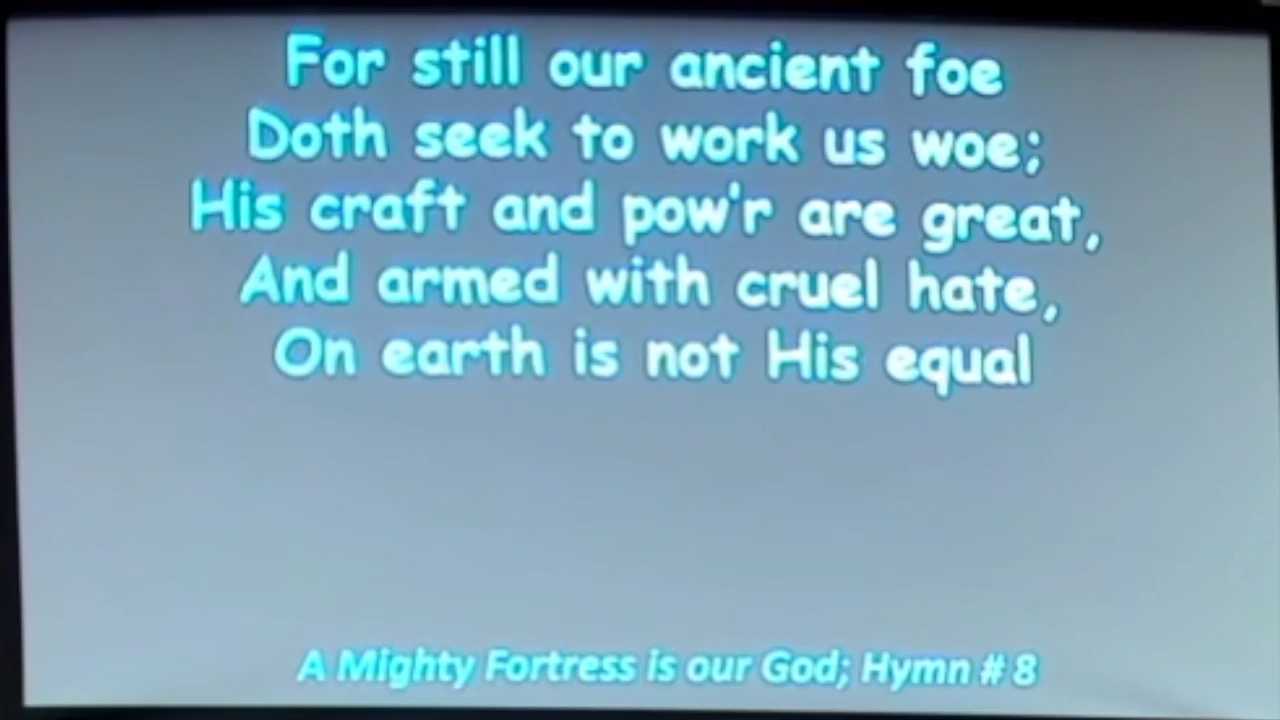 For still our ancient foe
Doth seek to work us woe;
His craft and pow'r are great,
And armed with cruel hate,
On earth is not His equal
A Mighty Fortress is our God; Hymn # 8